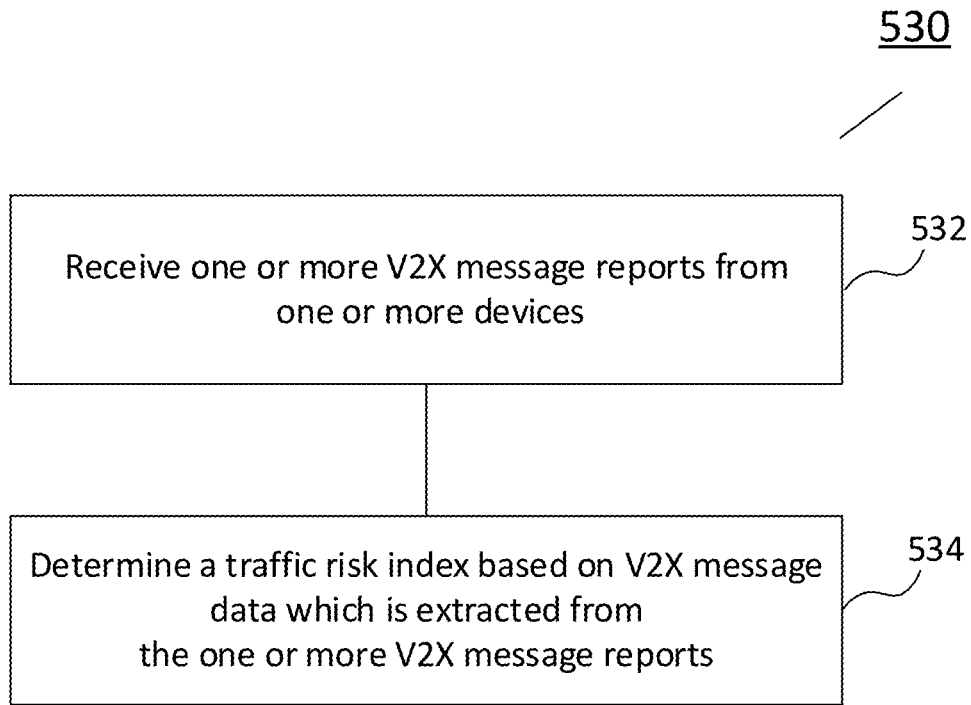 530
Receive one or more V2X message reports from
one or more devices
532
Determine a traffic risk index based on V2X message
data which is extracted from
the one or more V2X message reports
534